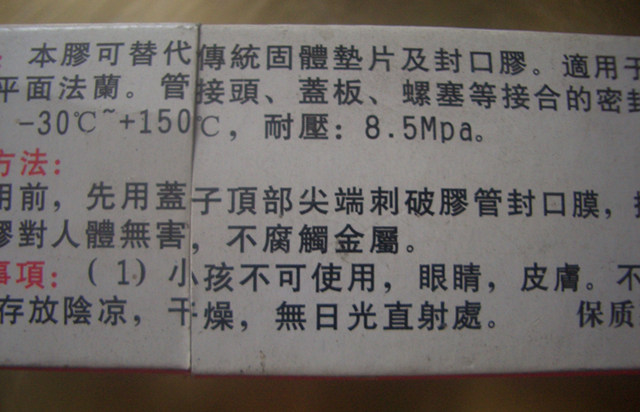 ：本膠可替代傳統固體墊片及封口膠。適用于
平面法蘭。管接頭、蓋板、螺塞等接合的密封
-30℃~+150℃，耐壓：8.5Mpa。
方法：
用前，先用蓋子頂部尖端刺破膠管封口膜，
膠對人體無害，不腐觸金屬。
事項：（1）小孩不可使用，眼睛，皮膚。不
存放陰凉，干燥，無日光直射處。 保质